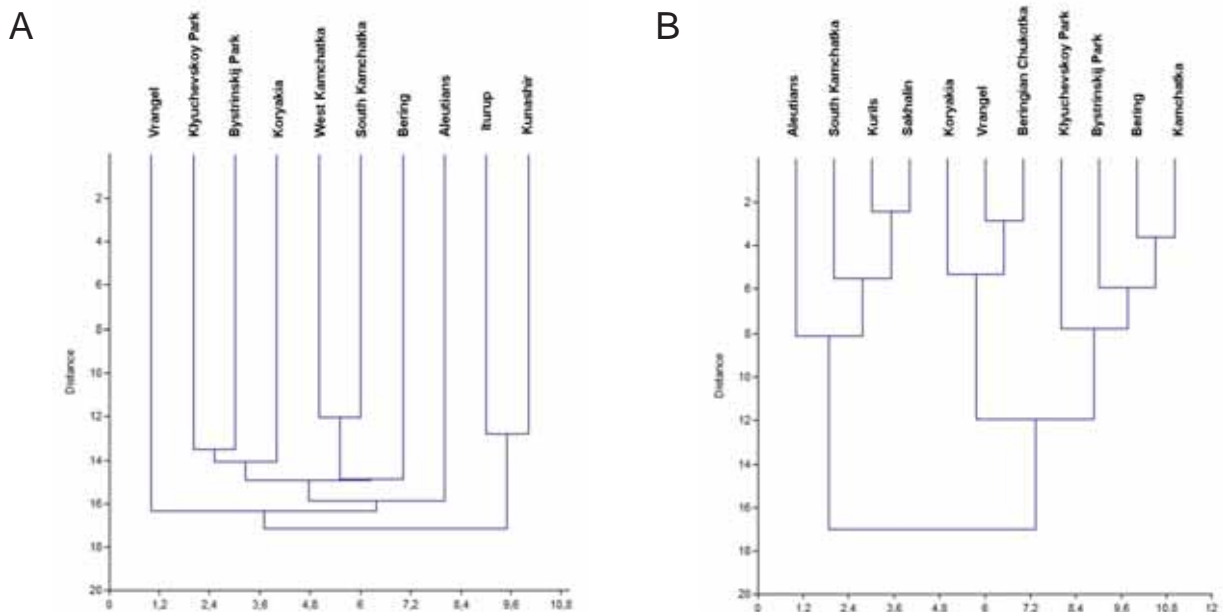 A
Vrangel
Klyuchevskoy Park
Bystrinskij Park
Koryakia
West Kamchatka
South Kamchatka
Bering
Aleutians
Iturup
Kunashir
Distance
2
4
6
8
10
12
14
16
18
20
0 1,2 2,4 3,6 4,8 6 7,2 8,4 9,6 10,8
B
Aleutians
South Kamchatka
Kurils
Sakhalin
Koryakia
Vrangel
Beringian Chukotka
Klyuchevskoy Park
Bystrinskij Park
Bering
Kamchatka
Distance
2
4
6
8
10
12
14
16
18
20
0 1,2 2,4 3,6 4,8 6 7,2 8,4 9,6 10,8